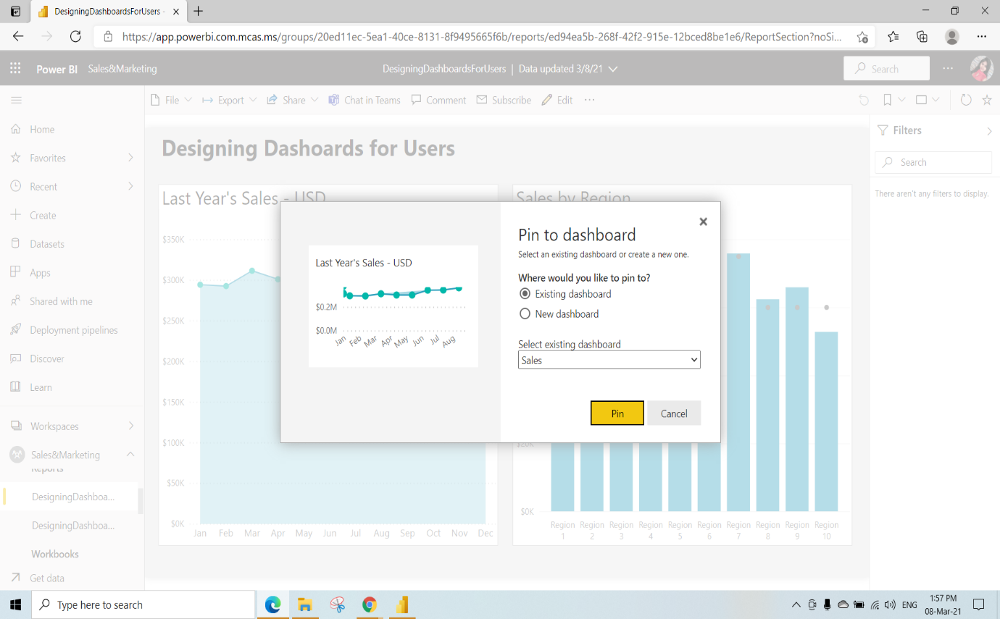 DesigningDashboardsForUsers -
https://app.powerbi.com.mcas.ms/groups/20ed11ec-5ea1-40ce-8131-8f9495665f6b/reports/ed94ea5b-268f-42f2-915e-12bced8be1e6/ReportSection?noSi...
Power BI Sales&Marketing DesigningDashboardsForUsers | Data updated 3/8/21 Search
File Export Share Chat in Teams Comment Subscribe Edit
Home
Favorites
Recent
Create
Datasets
Apps
Shared with me
Deployment pipelines
Discover
Learn
Workspaces
Sales&Marketing
Reports
DesigningDashboa...
DesigningDashboa...
Workbooks
Get data
Designing Dashoards for Users
Last Year's Sales - USD
$350K
$300K
$250K
$200K
$150K
$100K
$50K
$0K
Jan Feb Mar Apr May Jun Jul Aug Sep Oct Nov Dec
Last Year's Sales - USD
$0.2M
$0.0M
Jan Feb Mar Apr May Jun Jul Aug
Pin to dashboard
Select an existing dashboard or create a new one.
Where would you like to pin to?
Existing dashboard
New dashboard
Select existing dashboard
Sales
Pin Cancel
Sales by Region
$20K
$0K
Region 1 Region 2 Region 3 Region 4 Region 5 Region 6 Region 7 Region 8 Region 9 Region 10
Filters
Search
There aren't any filters to display.
Type here to search
ENG
1:57 PM
08-Mar-21